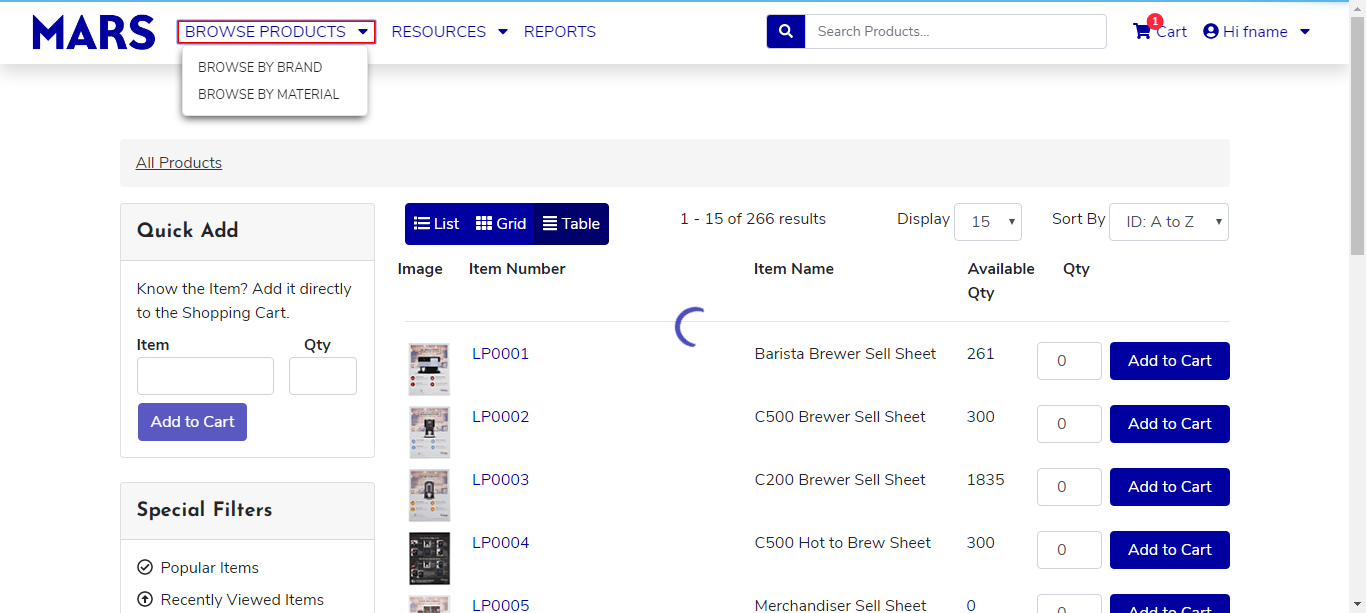 MARS
BROWSE PRODUCTS
RESOURCES
REPORTS
Search Products...
1
Cart
Hi fname
BROWSE BY BRAND
BROWSE BY MATERIAL
All Products
Quick Add
Know the Item? Add it directly
to the Shopping Cart.
Item Qty
Add to Cart
Special Filters
Popular Items
Recently Viewed Items
List Grid Table
1 - 15 of 266 results
Display 15
Sort By ID: A to Z
Image Item Number Item Name Available Qty
Qty
LP0001 Barista Brewer Sell Sheet 261 0 Add to Cart
LP0002 C500 Brewer Sell Sheet 300 0 Add to Cart
LP0003 C200 Brewer Sell Sheet 1835 0 Add to Cart
LP0004 C500 Hot to Brew Sheet 300 0 Add to Cart
LP0005 Merchandiser Sell Sheet 0 0 Add to Cart